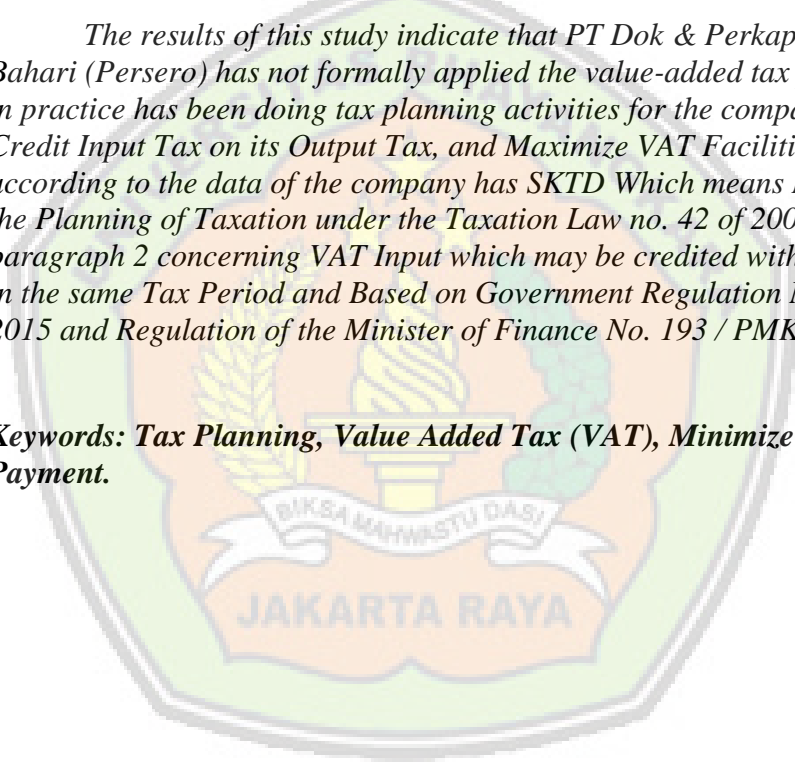 The results of this study indicate that PT Dok & Perkap
Bahari (Persero) has not formally applied the value-added tax
in practice has been doing tax planning activities for the compa
Credit Input Tax on its Output Tax, and Maximize VAT Faciliti
according to the data of the company has SKTD Which means
the Planning of Taxation under the Taxation Law no. 42 of 200
paragraph 2 concerning VAT Input which may be credited with
in the same Tax Period and Based on Government Regulation
2015 and Regulation of the Minister of Finance No. 193 / PMK
Keywords: Tax Planning, Value Added Tax (VAT), Minimize
Payment.
UNIVERSITAS BHAYANGKARA
BIKSA MAHWASTU DASI
JAKARTA RAYA